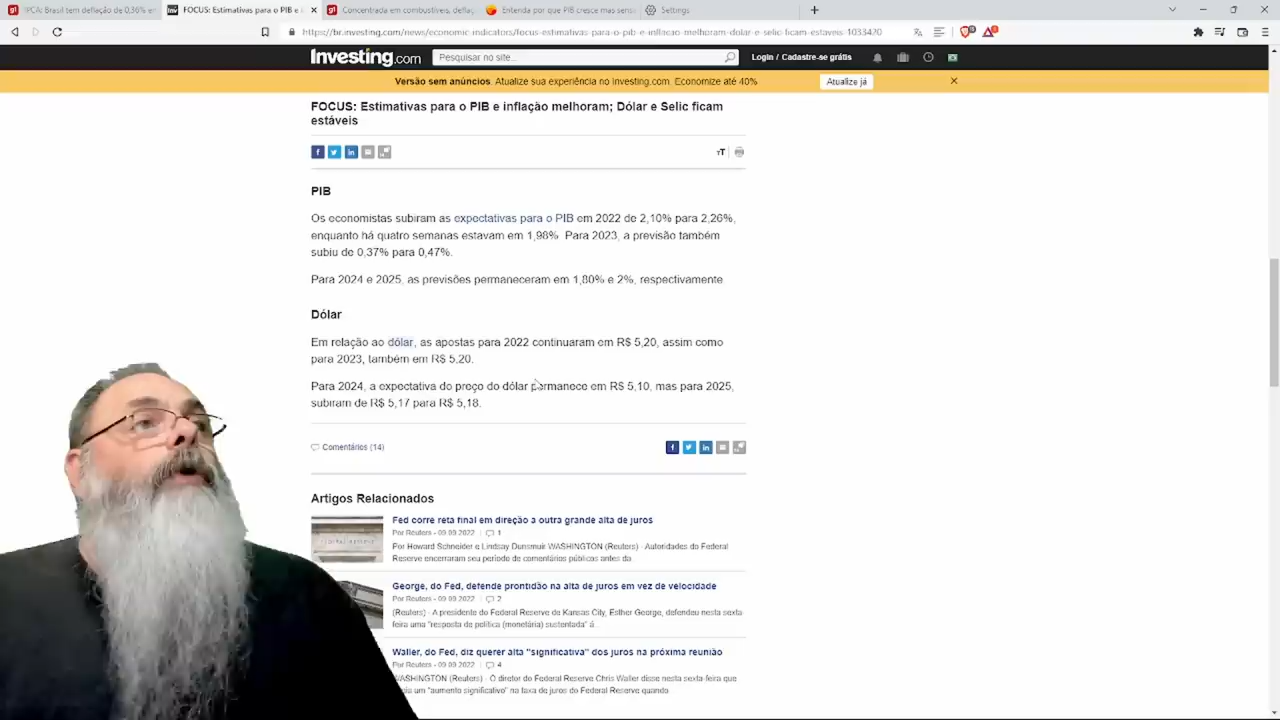 IPCA: Brasil tem deflação de 0,36% em
FOCUS: Estimativas para o PIB e i
Concentrada em combustíveis, deflaç
Entenda por que PIB cresce mas sens
Settings
https://br.investing.com/news/economic-indicators/focus-estimativas-para-o-pib-e-inflacao-melhoram-dolar-e-selic-ficam-estaveis-1033420
Investing.com
Pesquisar no site...
Login / Cadastre-se grátis
Versão sem anúncios. Atualize sua experiência no Investing.com. Economize até 40%
Atualize já
FOCUS: Estimativas para o PIB e inflação melhoram; Dólar e Selic ficam
estáveis
TT
PIB
Os economistas subiram as expectativas para o PIB em 2022 de 2,10% para 2,26%,
enquanto há quatro semanas estavam em 1,98% Para 2023, a previsão também
subiu de 0,37% para 0,47%.
Para 2024 e 2025, as previsões permaneceram em 1,80% e 2%, respectivamente
Dólar
Em relação ao dólar, as apostas para 2022 continuaram em R$ 5,20, assim como
para 2023, também em R$ 5,20.
Para 2024, a expectativa do preço do dólar permanece em R$ 5,10, mas para 2025,
subiram de R$ 5,17 para R$ 5,18.
Comentários (14)
Artigos Relacionados
Fed corre reta final em direção a outra grande alta de juros
Por Reuters - 09.09.2022 1
Por Howard Schneider e Lindsay Dunsmuir WASHINGTON (Reuters) - Autoridades do Federal
Reserve encerraram seu período de comentários públicos antes da
George, do Fed, defende prontidão na alta de juros em vez de velocidade
Por Reuters - 09.09.2022 2
(Reuters) - A presidente do Federal Reserve de Kansas City, Esther George, defendeu nesta sexta-
feira uma "resposta de política (monetária) sustentada" á
Waller, do Fed, diz querer alta "significativa" dos juros na próxima reunião
Por Reuters - 09.09.2022 4
WASHINGTON (Reuters) - O diretor do Federal Reserve Chris Waller disse nesta sexta-feira que
um "aumento significativo" na taxa de juros do Federal Reserve quando